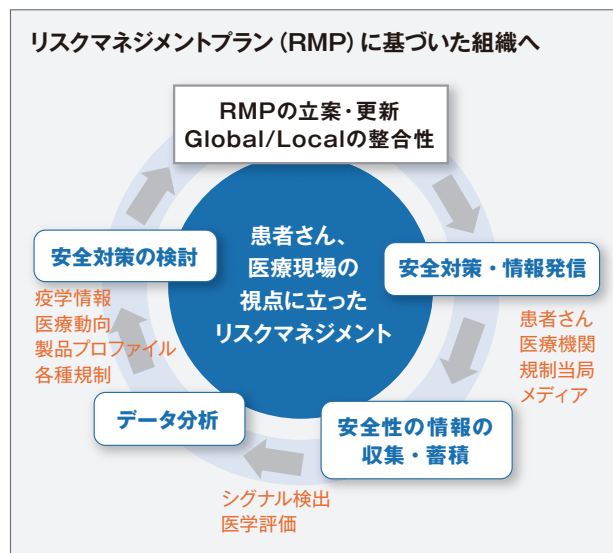 リスクマネジメントプラン（RMP）に基づいた組織へ
RMPの立案・更新
Global/Localの整合性
患者さん、
医療現場の
視点に立った
リスクマネジメント
安全対策・情報発信
患者さん
医療機関
規制当局
メディア
安全性の情報の
収集・蓄積
シグナル検出
医学評価
データ分析
安全対策の検討
疫学情報
医療動向
製品プロファイル
各種規制